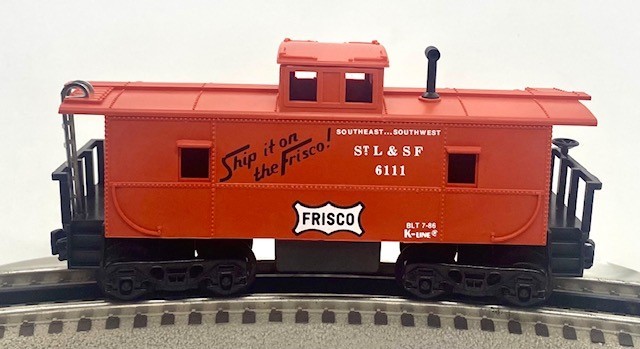 Ship it on
the Frisco!
SOUTHEAST...SOUTHWEST
ST L & SF
6111
FRISCO
BLT 7-86
K-LINE®